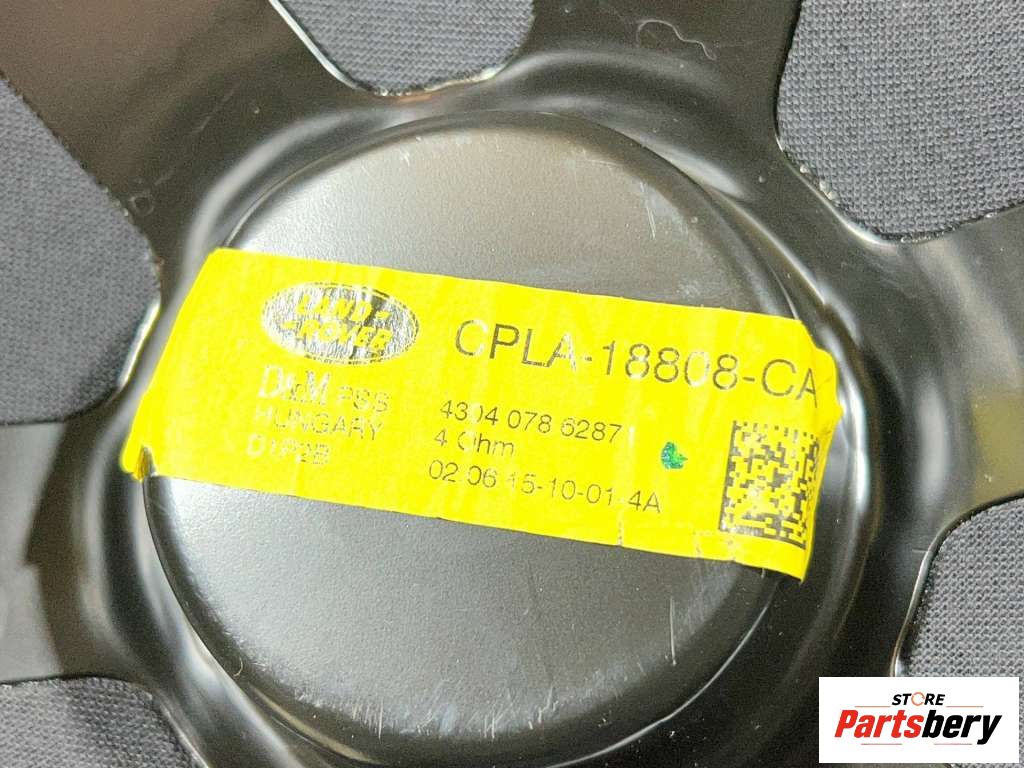 LAND-
-ROVER
CPLA-18808-CA
D&M PSS
HUNGARY
D1P2B
4304 078 6287
4 Ohm
02.06 15-10-01 4A
STORE
Partsbery